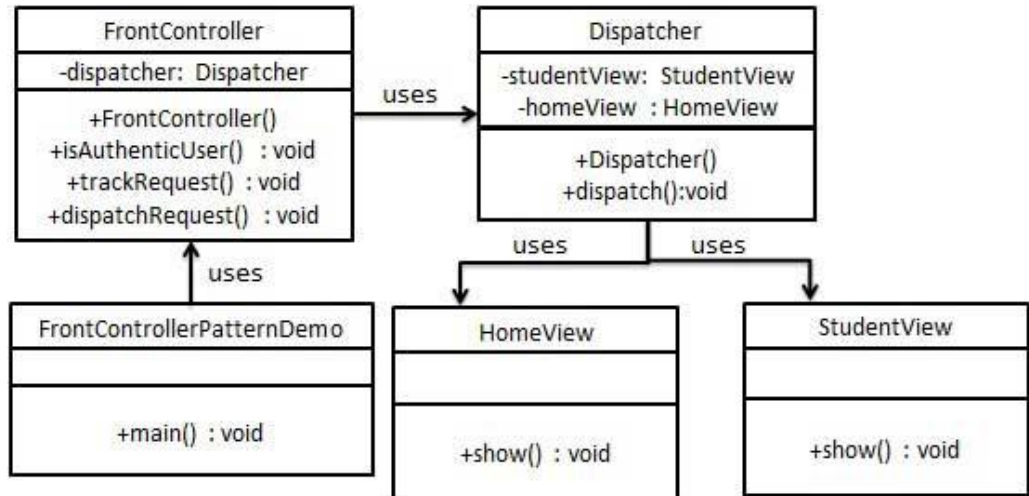 FrontController
-dispatcher: Dispatcher
+FrontController()
+isAuthenticUser() : void
+trackRequest() : void
+dispatchRequest() : void
uses
Dispatcher
-studentView: StudentView
-homeView : HomeView
+Dispatcher()
+dispatch():void
uses
uses
uses
FrontControllerPatternDemo
+main() : void
HomeView
+show() : void
StudentView
+show() : void